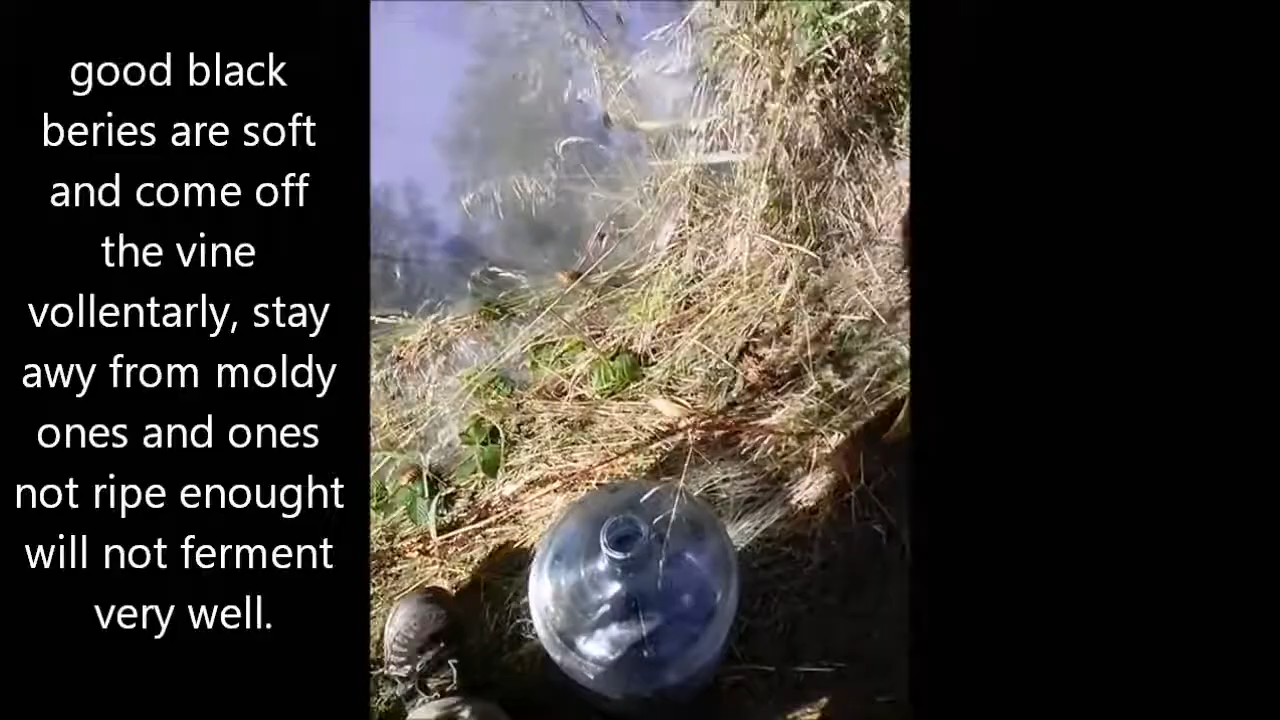 good black
beries are soft
and come off
the vine
vollentarly, stay
awy from moldy
ones and ones
not ripe enought
will not ferment
very well.